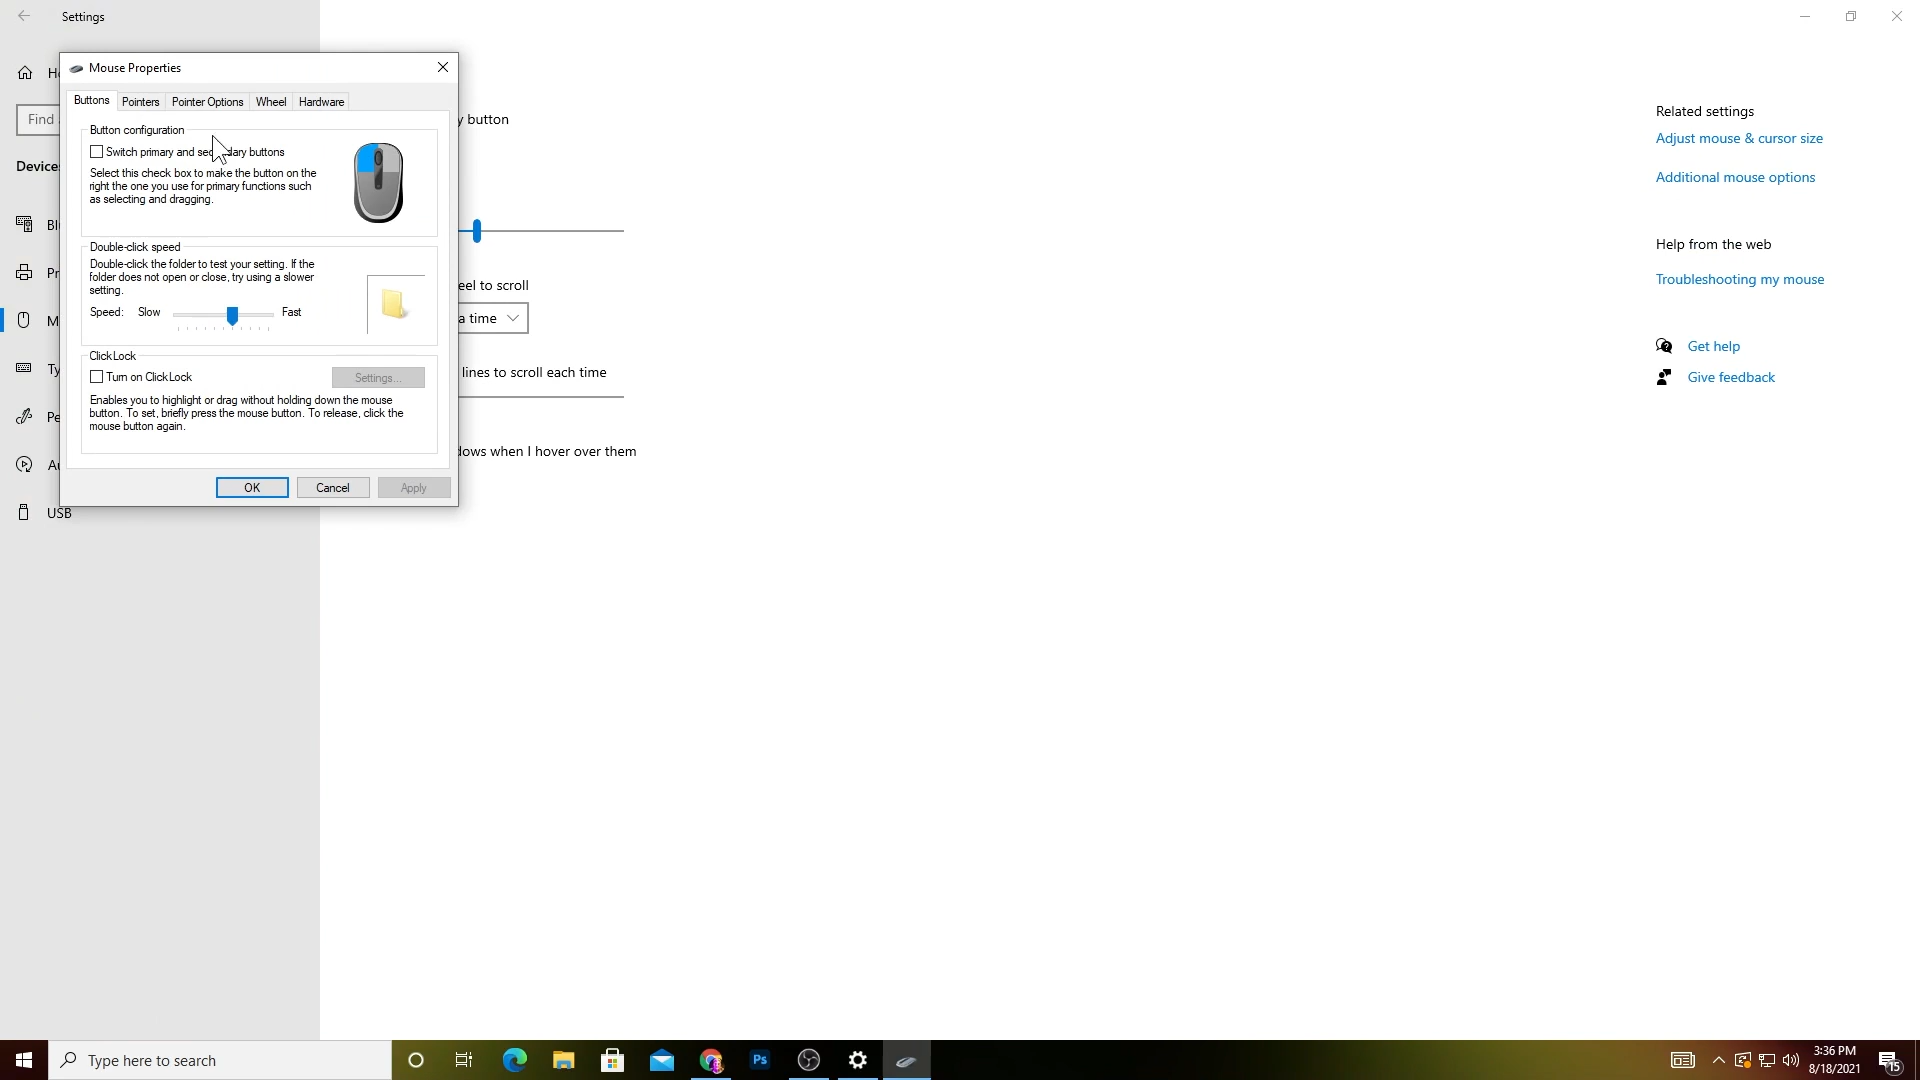 Settings
Mouse Properties
Buttons Pointers Pointer Options Wheel Hardware
Button configuration
Switch primary and buttons
Select this check box to make the button on the
right the one you use for primary functions such
as selecting and dragging.
Double-click speed
Double-click the folder to test your setting. If the
folder does not open or close, try using a slower
setting.
Speed: Slow Fast
ClickLock
Turn on ClickLock
Settings...
Enables you to highlight or drag without holding down the mouse
button. To set, briefly press the mouse button. To release, click the
mouse button again.
OK Cancel Apply
Find
USB
button
to scroll
a time
lines to scroll each time
when I hover over them
Related settings
Adjust mouse & cursor size
Additional mouse options
Help from the web
Troubleshooting my mouse
Get help
Give feedback
Type here to search
Ps
3:36 PM
8/18/2021
15